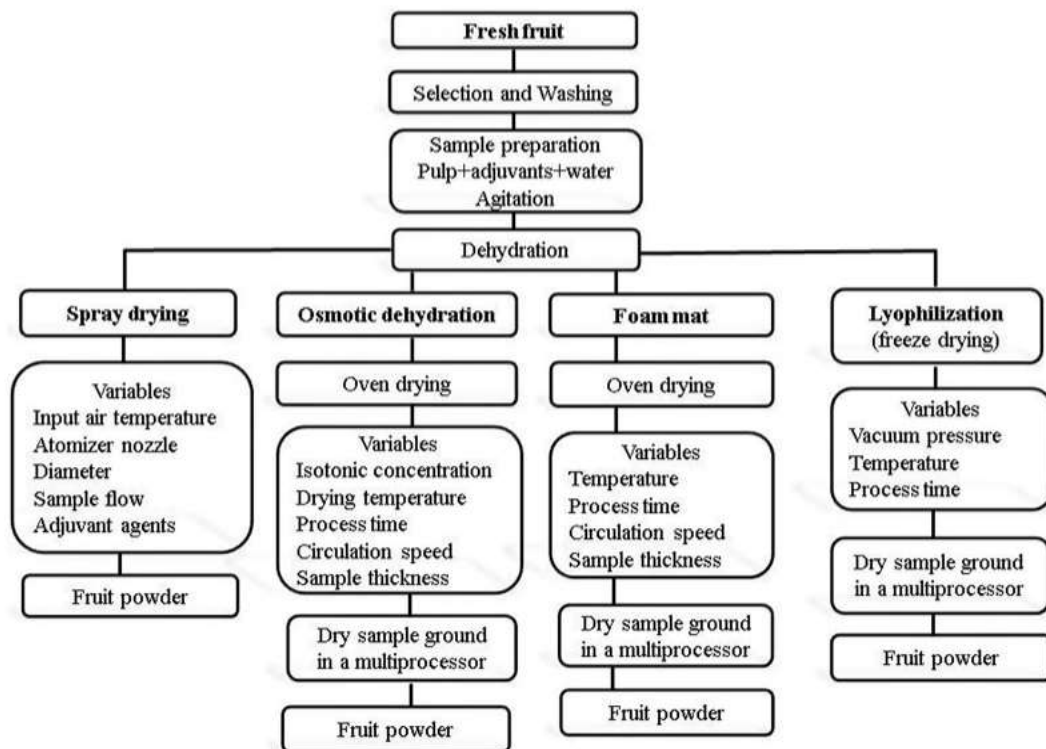 Fresh fruit
Selection and Washing
Sample preparation
Pulp+adjuvants+water
Agitation
Dehydration
Spray drying
Variables
Input air temperature
Atomizer nozzle
Diameter
Sample flow
Adjuvant agents
Fruit powder
Osmotic dehydration
Oven drying
Variables
Isotonic concentration
Drying temperature
Process time
Circulation speed
Sample thickness
Dry sample ground
in a multiprocessor
Fruit powder
Foam mat
Oven drying
Variables
Temperature
Process time
Circulation speed
Sample thickness
Dry sample ground
in a multiprocessor
Fruit powder
Lyophilization
(freeze drying)
Variables
Vacuum pressure
Temperature
Process time
Dry sample ground
in a multiprocessor
Fruit powder